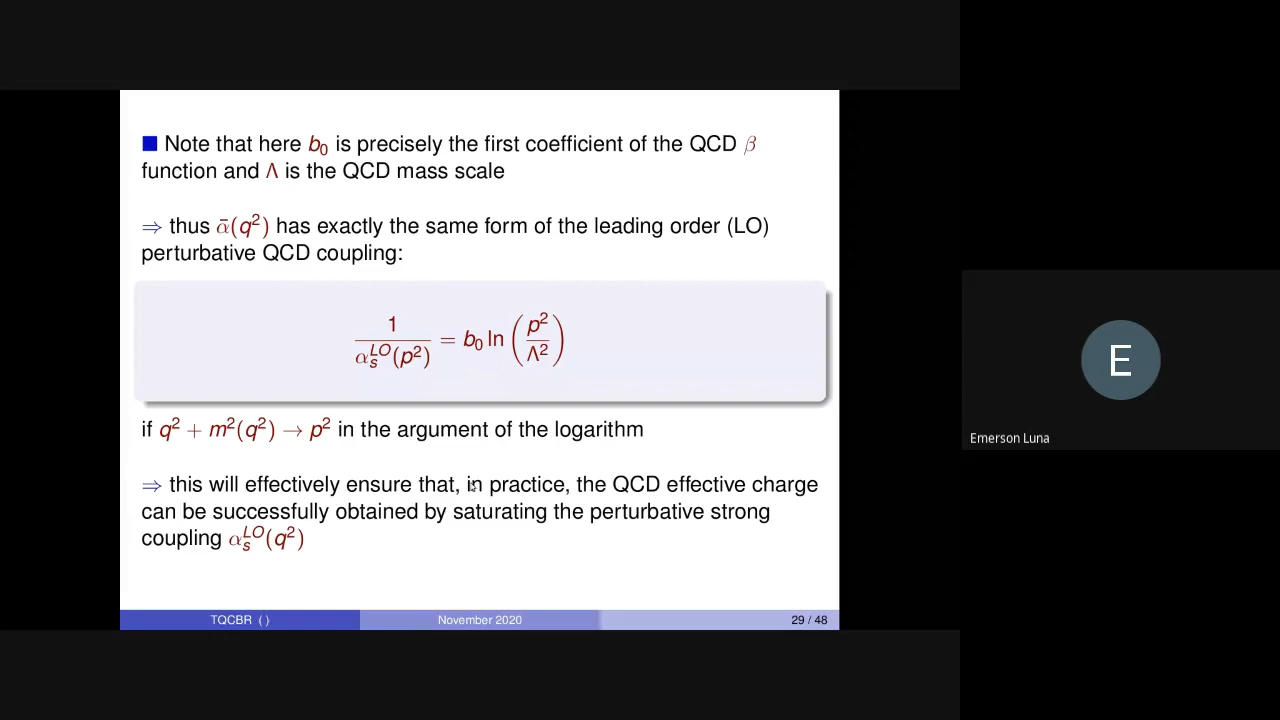 ■ Note that here b₀ is precisely the first coefficient of the QCD β
function and Λ is the QCD mass scale
⇒ thus ᾱ(q²) has exactly the same form of the leading order (LO)
perturbative QCD coupling:
1/αₛᴸᴼ(p²) = b₀ ln (p²/Λ²)
if q² + m²(q²) → p² in the argument of the logarithm
⇒ this will effectively ensure that, in practice, the QCD effective charge
can be successfully obtained by saturating the perturbative strong
coupling αₛᴸᴼ(q²)
TQCBR ( ) November 2020 29 / 48
E
Emerson Luna